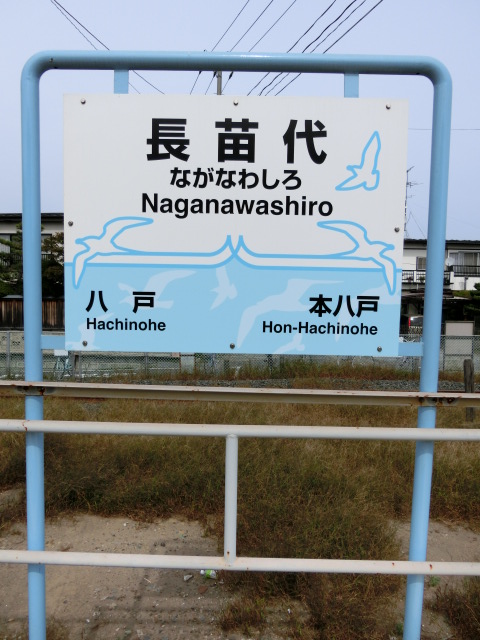 長苗代
ながなわしろ
Naganawashiro
八戸 本八戸
Hachinohe Hon-Hachinohe